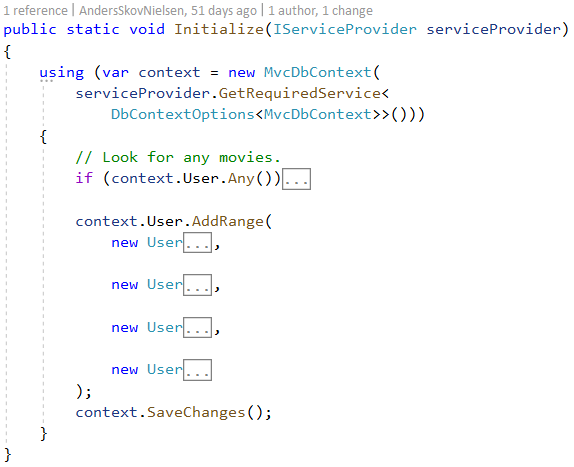 1 reference | AndersSkovNielsen, 51 days ago | 1 author, 1 change
public static void Initialize(IServiceProvider serviceProvider)
{
    using (var context = new MvcDbContext(
        serviceProvider.GetRequiredService<
            DbContextOptions<MvcDbContext>>()))
    {
        // Look for any movies.
        if (context.User.Any())...

        context.User.AddRange(
            new User...,

            new User...,

            new User...,

            new User...
        );
        context.SaveChanges();
    }
}